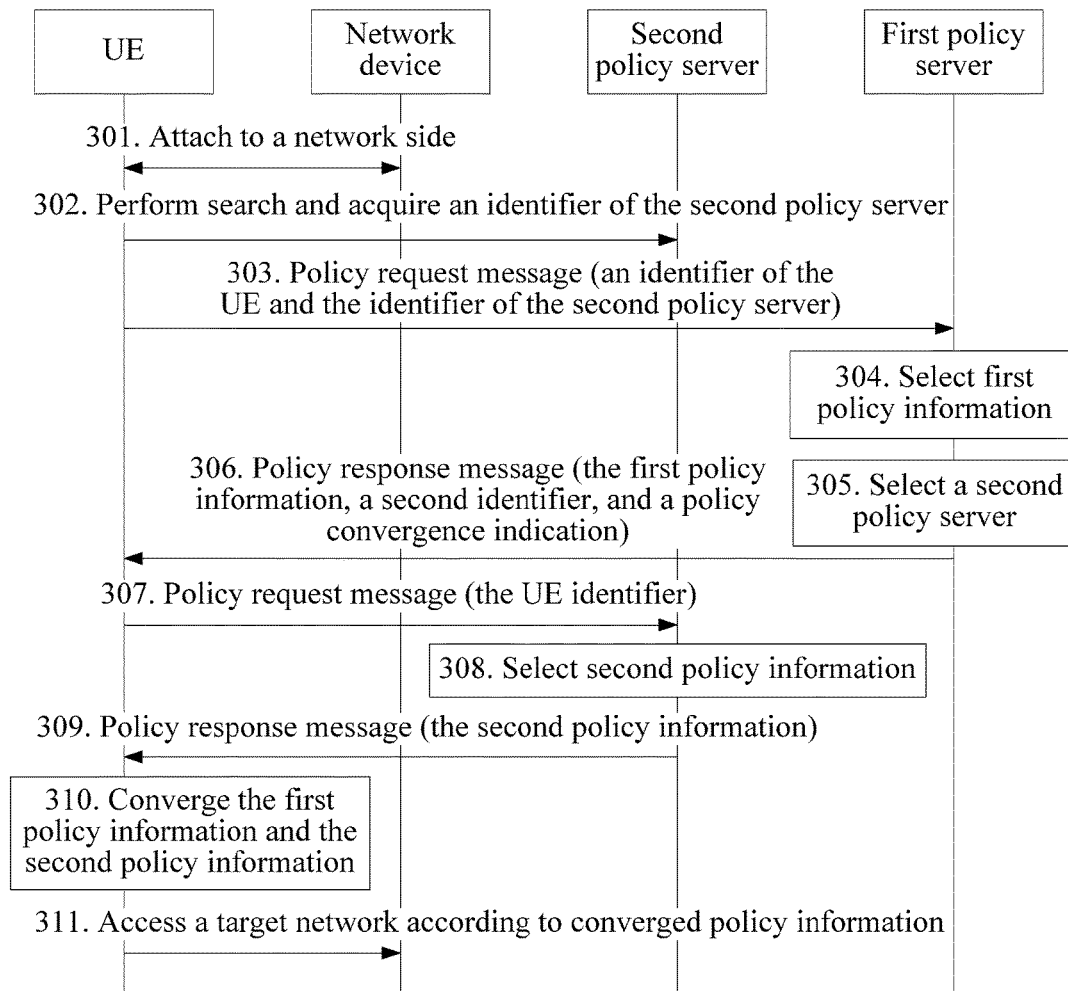 UE
Network
device
Second
policy server
First policy
server
301. Attach to a network side
302. Perform search and acquire an identifier of the second policy server
303. Policy request message (an identifier of the
UE and the identifier of the second policy server)
304. Select first
policy information
305. Select a second
policy server
306. Policy response message (the first policy
information, a second identifier, and a policy
convergence indication)
307. Policy request message (the UE identifier)
308. Select second policy information
309. Policy response message (the second policy information)
310. Converge the first
policy information and the
second policy information
311. Access a target network according to converged policy information